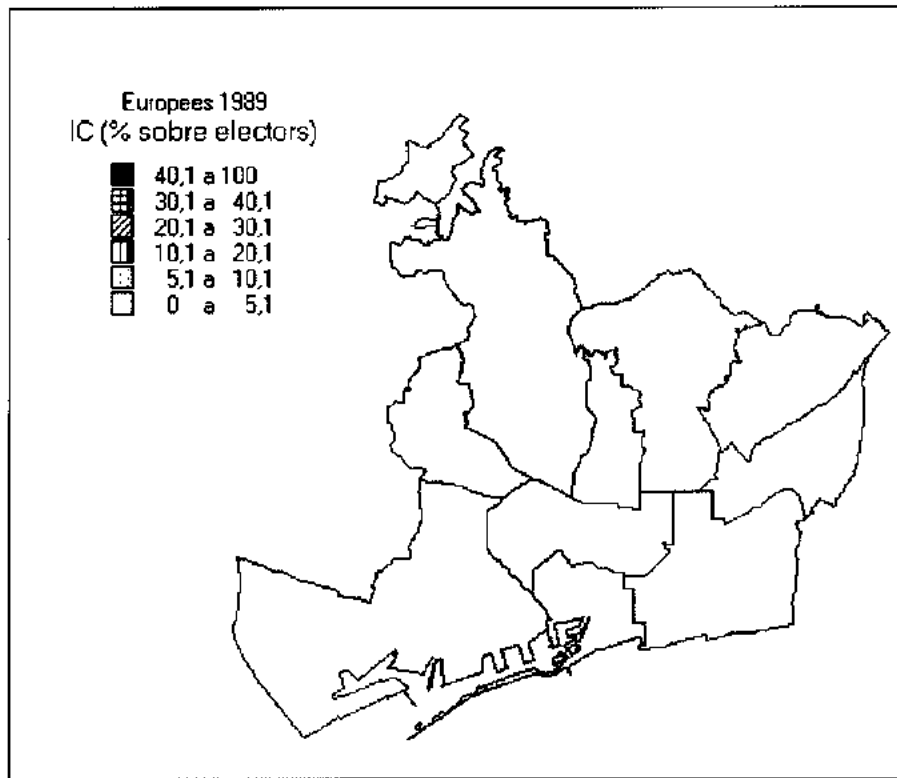 Europees 1989
IC (% sobre electors)
40,1 a 100
30,1 a 40,1
20,1 a 30,1
10,1 a 20,1
5,1 a 10,1
0 a 5,1